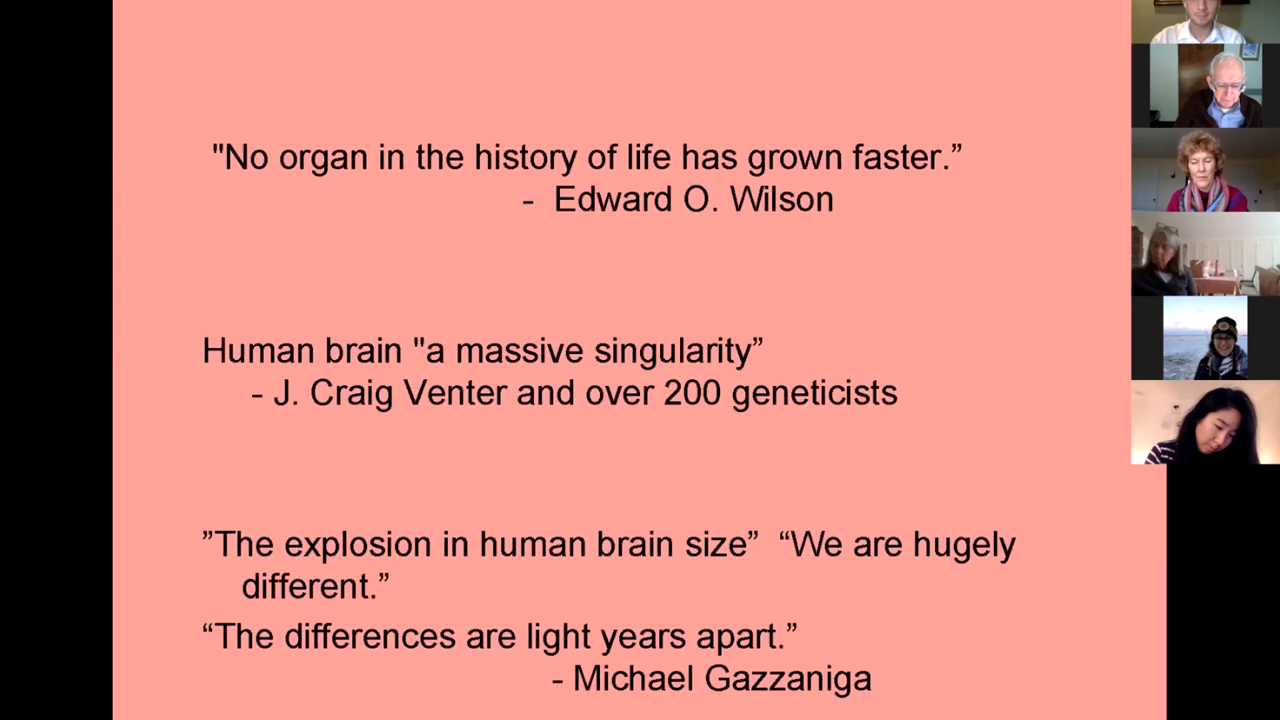 "No organ in the history of life has grown faster.”
- Edward O. Wilson
Human brain "a massive singularity”
- J. Craig Venter and over 200 geneticists
”The explosion in human brain size” “We are hugely
different.”
“The differences are light years apart.”
- Michael Gazzaniga